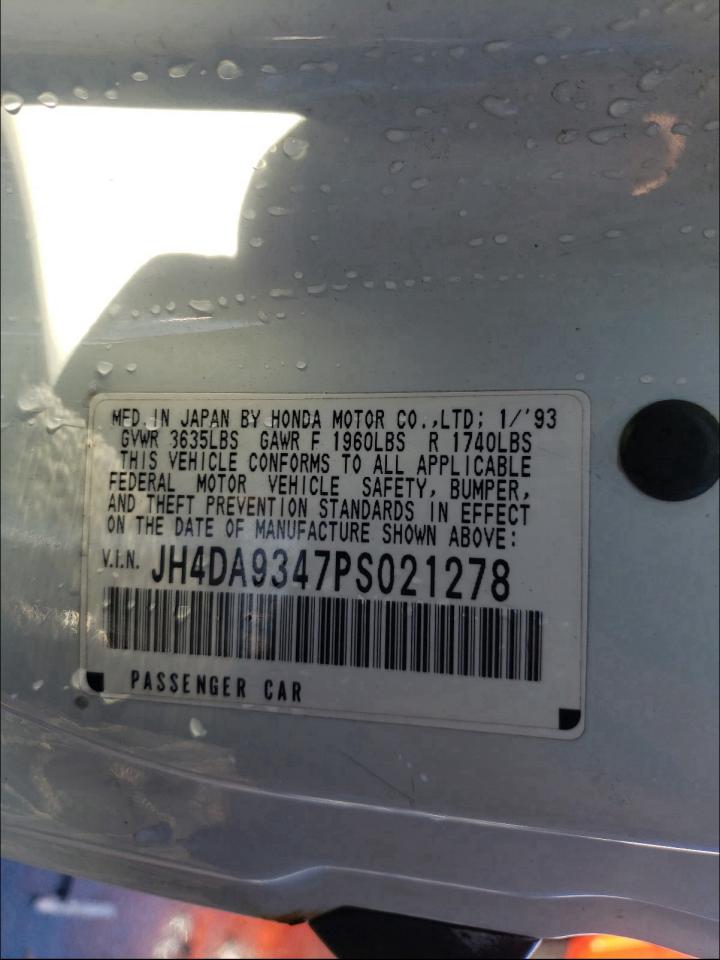 MFD. IN JAPAN BY HONDA MOTOR CO.,LTD; 1/'93
GVWR 3635LBS GAWR F 1960LBS R 1740LBS
THIS VEHICLE CONFORMS TO ALL APPLICABLE
FEDERAL MOTOR VEHICLE SAFETY, BUMPER,
AND THEFT PREVENTION STANDARDS IN EFFECT
ON THE DATE OF MANUFACTURE SHOWN ABOVE:
V.I.N. JH4DA9347PS021278
PASSENGER CAR